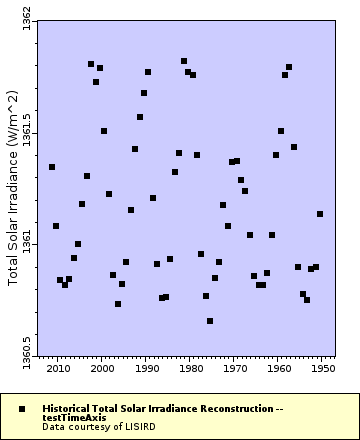 1362
1361.5
1361
1360.5
Total Solar Irradiance (W/m^2)
2010 2000 1990 1980 1970 1960 1950
Historical Total Solar Irradiance Reconstruction --
testTimeAxis
Data courtesy of LISIRD